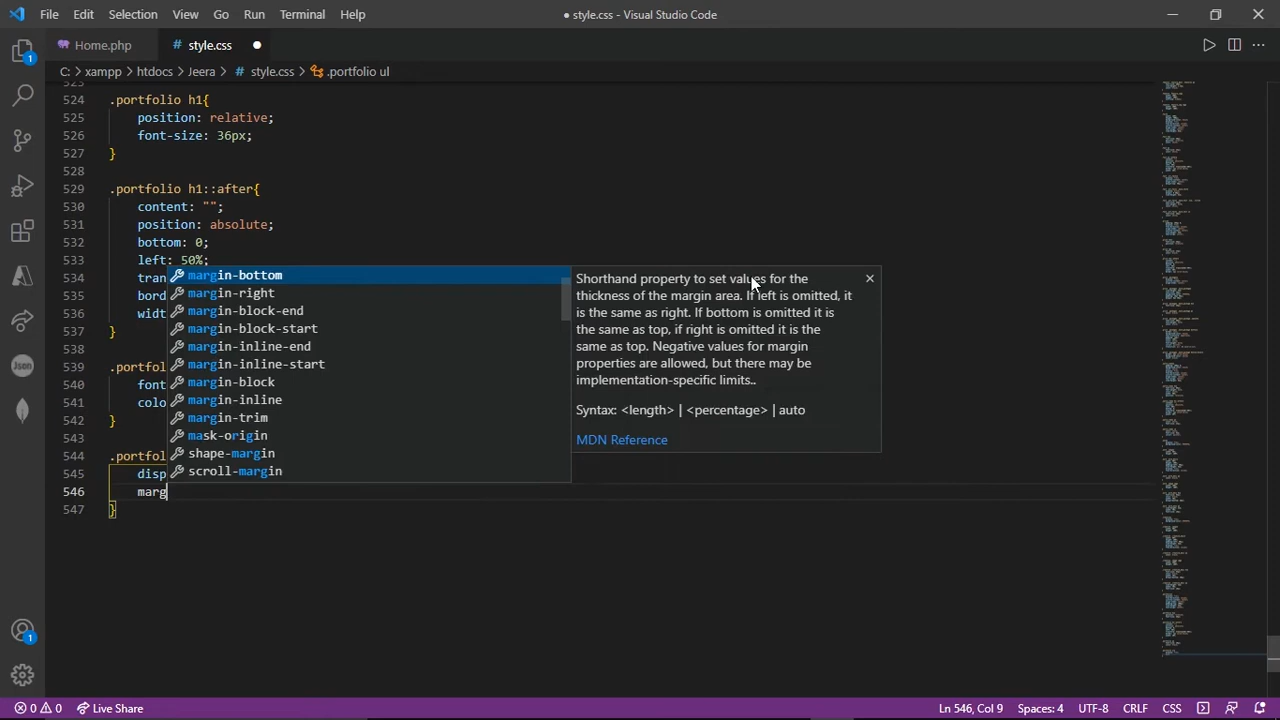 File Edit Selection View Go Run Terminal Help
● style.css - Visual Studio Code
Home.php
# style.css ●
C: > xampp > htdocs > Jeera > # style.css > .portfolio ul
523
524 .portfolio h1{
525 position: relative;
526 font-size: 36px;
527 }
528
529 .portfolio h1::after{
530 content: "";
531 position: absolute;
532 bottom: 0;
533 left: 50%;
534 tran
535 bord
536 widt
537 }
538
539 .portfol
540 font
541 colo
542 }
543
544 .portfol
545 disp
546 marg
547 }
margin-bottom
margin-right
margin-block-end
margin-block-start
margin-inline-end
margin-inline-start
margin-block
margin-inline
margin-trim
mask-origin
shape-margin
scroll-margin
Shorthand property to set values for the
thickness of the margin area. If left is omitted, it
is the same as right. If bottom is omitted it is
the same as top, if right is omitted it is the
same as top. Negative values for margin
properties are allowed, but there may be
implementation-specific limits.
Syntax: <length> | <percentage> | auto
MDN Reference
1
Json
1
0 0 Live Share
Ln 546, Col 9 Spaces: 4 UTF-8 CRLF CSS